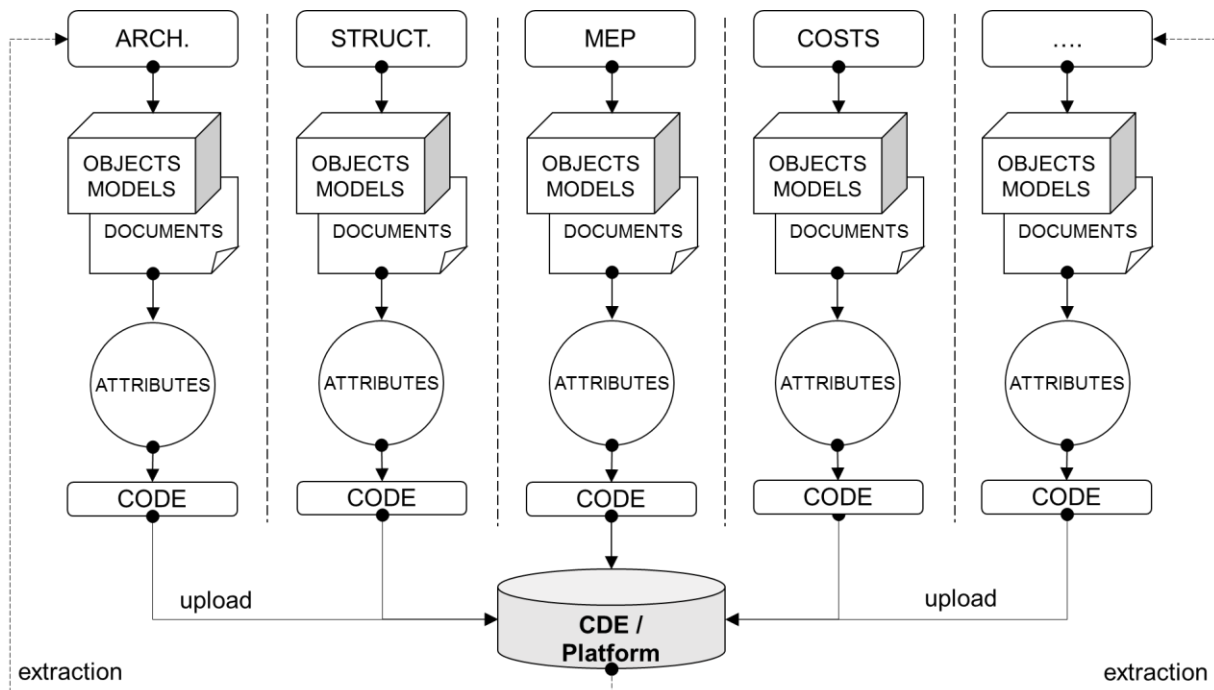 ARCH.
STRUCT.
MEP
COSTS
....
OBJECTS
MODELS
DOCUMENTS
OBJECTS
MODELS
DOCUMENTS
OBJECTS
MODELS
DOCUMENTS
OBJECTS
MODELS
DOCUMENTS
OBJECTS
MODELS
DOCUMENTS
ATTRIBUTES
ATTRIBUTES
ATTRIBUTES
ATTRIBUTES
ATTRIBUTES
CODE
CODE
CODE
CODE
CODE
upload
upload
CDE /
Platform
extraction
extraction